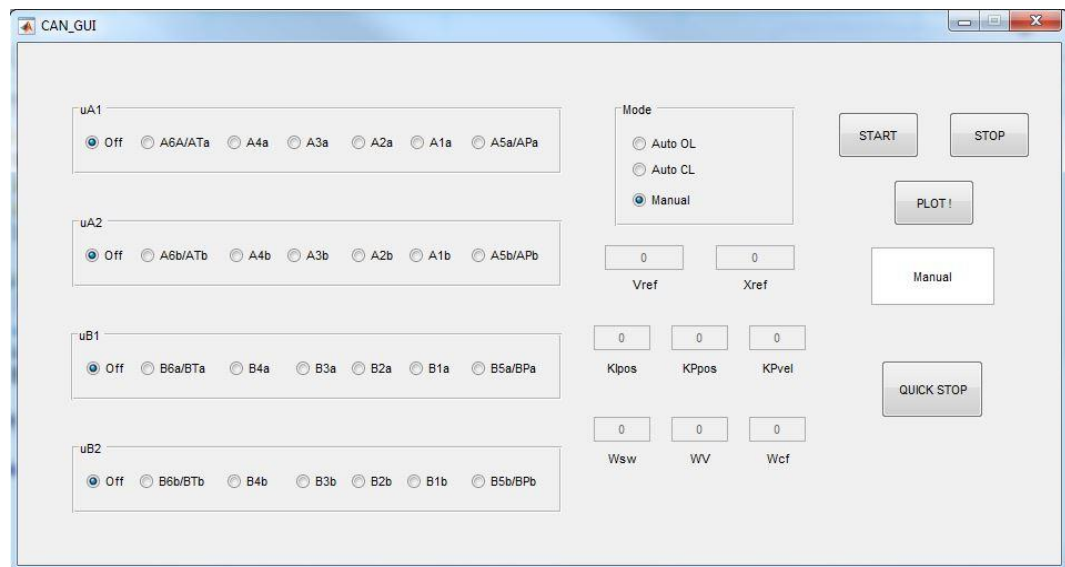 CAN_GUI
uA1
Off A6A/ATa A4a A3a A2a A1a A5a/APa
uA2
Off A6b/ATb A4b A3b A2b A1b A5b/APb
uB1
Off B6a/BTa B4a B3a B2a B1a B5a/BPa
uB2
Off B6b/BTb B4b B3b B2b B1b B5b/BPb
Mode
Auto OL
Auto CL
Manual
0 0
Vref Xref
0 0 0
KIpos KPpos KPvel
0 0 0
Wsw WV Wcf
START STOP
PLOT !
Manual
QUICK STOP